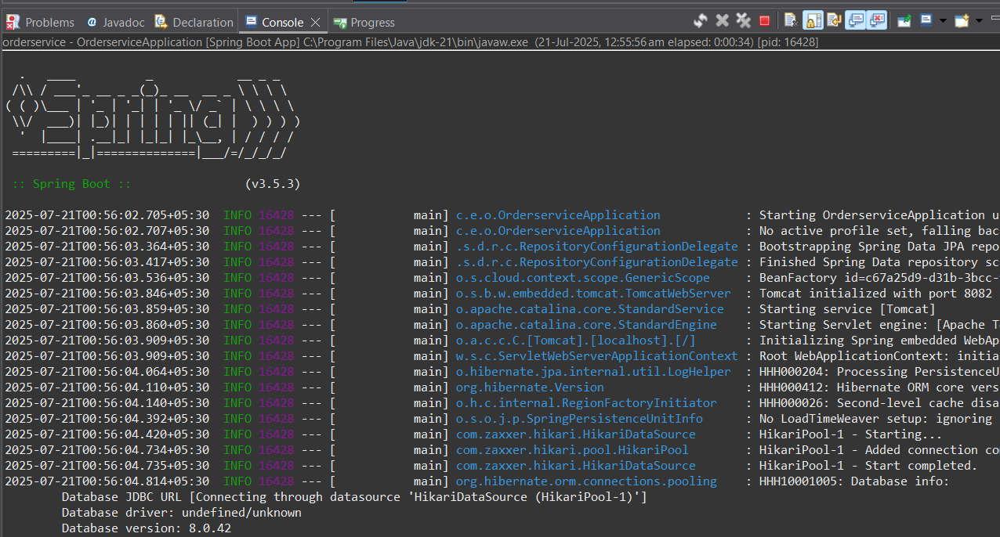 Problems @ Javadoc Declaration Console Progress
orderservice - OrderserviceApplication [Spring Boot App] C:\Program Files\Java\jdk-21\bin\javaw.exe (21-Jul-2025, 12:55:56 am elapsed: 0:00:34) [pid: 16428]
  .   ____          _            __ _ _
 /\\ / ___'_ __ _ _(_)_ __  __ _ \ \ \ \
( ( )\___ | '_ | '_| | '_ \/ _` | \ \ \ \
 \\/  ___)| |_)| | | | | || (_| |  ) ) ) )
  '  |____| .__|_| |_|_| |_\__, | / / / /
 =========|_|==============|___/=/_/_/_/
 :: Spring Boot ::                (v3.5.3)
2025-07-21T00:56:02.705+05:30  INFO 16428 --- [           main] c.e.o.OrderserviceApplication            : Starting OrderserviceApplication u
2025-07-21T00:56:02.707+05:30  INFO 16428 --- [           main] c.e.o.OrderserviceApplication            : No active profile set, falling bac
2025-07-21T00:56:03.364+05:30  INFO 16428 --- [           main] .s.d.r.c.RepositoryConfigurationDelegate : Bootstrapping Spring Data JPA repo
2025-07-21T00:56:03.417+05:30  INFO 16428 --- [           main] .s.d.r.c.RepositoryConfigurationDelegate : Finished Spring Data repository sc
2025-07-21T00:56:03.536+05:30  INFO 16428 --- [           main] o.s.cloud.context.scope.GenericScope     : BeanFactory id=c67a25d9-d31b-3bcc-
2025-07-21T00:56:03.846+05:30  INFO 16428 --- [           main] o.s.b.w.embedded.tomcat.TomcatWebServer  : Tomcat initialized with port 8082
2025-07-21T00:56:03.859+05:30  INFO 16428 --- [           main] o.apache.catalina.core.StandardService   : Starting service [Tomcat]
2025-07-21T00:56:03.860+05:30  INFO 16428 --- [           main] o.apache.catalina.core.StandardEngine    : Starting Servlet engine: [Apache T
2025-07-21T00:56:03.909+05:30  INFO 16428 --- [           main] o.a.c.c.C.[Tomcat].[localhost].[/]       : Initializing Spring embedded WebAp
2025-07-21T00:56:03.909+05:30  INFO 16428 --- [           main] w.s.c.ServletWebServerApplicationContext : Root WebApplicationContext: initia
2025-07-21T00:56:04.064+05:30  INFO 16428 --- [           main] o.hibernate.jpa.internal.util.LogHelper  : HHH000204: Processing PersistenceU
2025-07-21T00:56:04.110+05:30  INFO 16428 --- [           main] org.hibernate.Version                    : HHH000412: Hibernate ORM core vers
2025-07-21T00:56:04.140+05:30  INFO 16428 --- [           main] o.h.c.internal.RegionFactoryInitiator    : HHH000026: Second-level cache disa
2025-07-21T00:56:04.392+05:30  INFO 16428 --- [           main] o.s.o.j.p.SpringPersistenceUnitInfo      : No LoadTimeWeaver setup: ignoring
2025-07-21T00:56:04.420+05:30  INFO 16428 --- [           main] com.zaxxer.hikari.HikariDataSource       : HikariPool-1 - Starting...
2025-07-21T00:56:04.734+05:30  INFO 16428 --- [           main] com.zaxxer.hikari.pool.HikariPool        : HikariPool-1 - Added connection co
2025-07-21T00:56:04.735+05:30  INFO 16428 --- [           main] com.zaxxer.hikari.HikariDataSource       : HikariPool-1 - Start completed.
2025-07-21T00:56:04.814+05:30  INFO 16428 --- [           main] org.hibernate.orm.connections.pooling    : HHH10001005: Database info:
Database JDBC URL [Connecting through datasource 'HikariDataSource (HikariPool-1)']
Database driver: undefined/unknown
Database version: 8.0.42